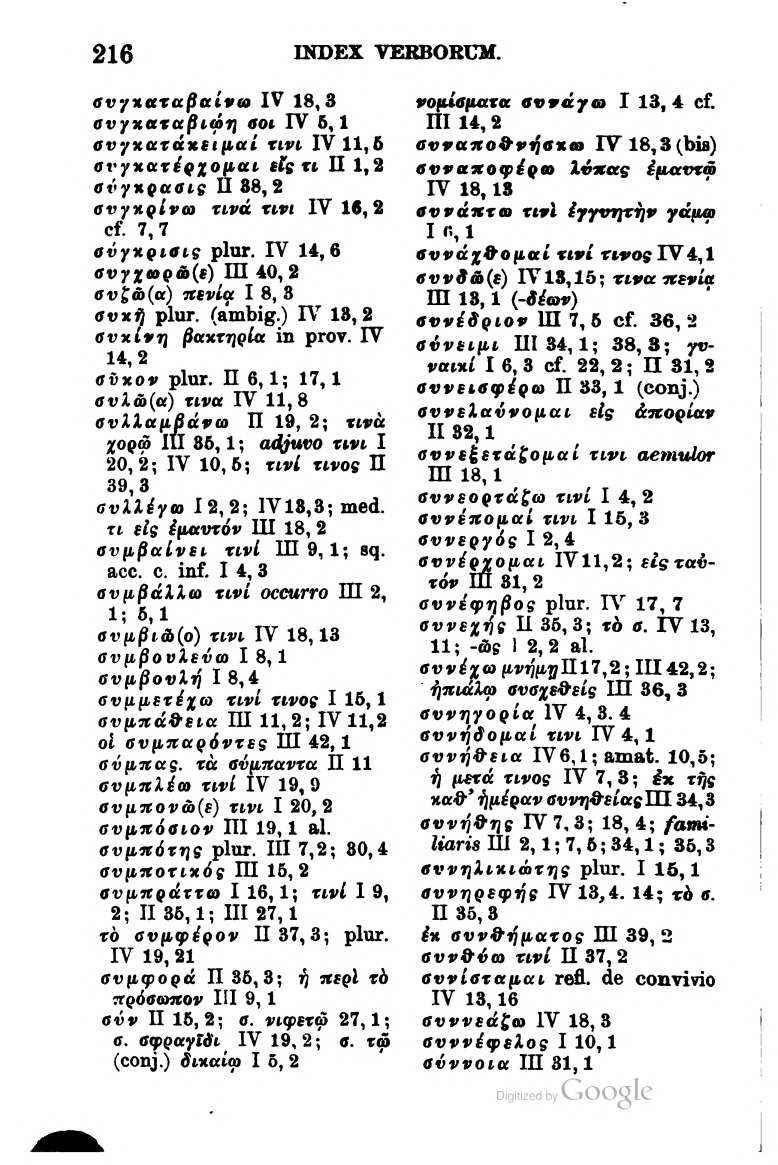 216
INDEX VERBORUM.
συγκαταβαίνω IV 18, 3
συγκαταβιῴη σοι IV 5, 1
συγκατάκειμαί τινι IV 11, 5
συγκατέρχομαι εἴς τι II 1, 2
σύγκρασις II 38, 2
συγκρίνω τινά τινι IV 16, 2
cf. 7, 7
σύγκρισις plur. IV 14, 6
συγχωρῶ(ε) III 40, 2
συζῶ(α) πενίᾳ I 8, 3
συκῆ plur. (ambig.) IV 13, 2
συκίνη βακτηρία in prov. IV
14, 2
σῦκον plur. II 6, 1; 17, 1
συλῶ(α) τινα IV 11, 8
συλλαμβάνω II 19, 2; τινὰ
χορῷ III 35, 1; adjuvo τινι I
20, 2; IV 10, 5; τινί τινος II
39, 3
συλλέγω I 2, 2; IV 13, 3; med.
τι εἰς ἐμαυτόν III 18, 2
συμβαίνει τινί III 9, 1; sq.
acc. c. inf. I 4, 3
συμβάλλω τινί occurro III 2,
1; 5, 1
συμβιῶ(ο) τινι IV 18, 13
συμβουλεύω I 8, 1
συμβουλή I 8, 4
συμμετέχω τινί τινος I 15, 1
συμπάθεια III 11, 2; IV 11, 2
οἱ συμπαρόντες III 42, 1
σύμπας. τὰ σύμπαντα II 11
συμπλέω τινί IV 19, 9
συμπονῶ(ε) τινι I 20, 2
συμπόσιον III 19, 1 al.
συμπότης plur. III 7, 2; 30, 4
συμποτικός III 15, 2
συμπράττω I 16, 1; τινί I 9,
2; II 35, 1; III 27, 1
τὸ συμφέρον II 37, 3; plur.
IV 19, 21
συμφορά II 35, 3; ἡ περὶ τὸ
πρόσωπον III 9, 1
σύν II 15, 2; σ. νιφετῷ 27, 1;
σ. σφραγῖδι IV 19, 2; σ. τῷ
(conj.) δικαίῳ I 5, 2
νομίσματα συνάγω I 13, 4 cf.
III 14, 2
συναποθνήσκω IV 18, 3 (bis)
συναποφέρω λύπας ἐμαυτῷ
IV 18, 13
συνάπτω τινὶ ἐγγυητὴν γάμῳ
I 6, 1
συνάχθομαί τινί τινος IV 4, 1
συνδῶ(ε) IV 13, 15; τινα πενίᾳ
III 13, 1 (-δέων)
συνέδριον III 7, 5 cf. 36, 2
σύνειμι III 34, 1; 38, 3; γυ-
ναικί I 6, 3 cf. 22, 2; II 31, 2
συνεισφέρω II 33, 1 (conj.)
συνελαύνομαι εἰς ἀπορίαν
II 32, 1
συνεξετάζομαί τινι aemulor
III 18, 1
συνεορτάζω τινί I 4, 2
συνέπομαί τινι I 15, 3
συνεργός I 2, 4
συνέρχομαι IV 11, 2; εἰς ταὐ-
τόν III 31, 2
συνέφηβος plur. IV 17, 7
συνεχής II 35, 3; τὸ σ. IV 13,
11; -ῶς I 2, 2 al.
συνέχω μνήμῃ II 17, 2; III 42, 2;
ἠπιάλῳ συσχεθείς III 36, 3
συνηγορία IV 4, 3. 4
συνήδομαί τινι IV 4, 1
συνήθεια IV 6, 1; amat. 10, 5;
ἡ μετά τινος IV 7, 3; ἐκ τῆς
καθ’ ἡμέραν συνηθείας III 34, 3
συνήθης IV 7. 3; 18, 4; fami-
liaris III 2, 1; 7, 5; 34, 1; 35, 3
συνηλικιώτης plur. I 15, 1
συνηρεφής IV 13, 4. 14; τὸ σ.
II 35, 3
ἐκ συνθήματος III 39, 2
συνθύω τινί II 37, 2
συνίσταμαι refl. de convivio
IV 13, 16
συννεάζω IV 18, 3
συννέφελος I 10, 1
σύννοια III 31, 1
Digitized by Google